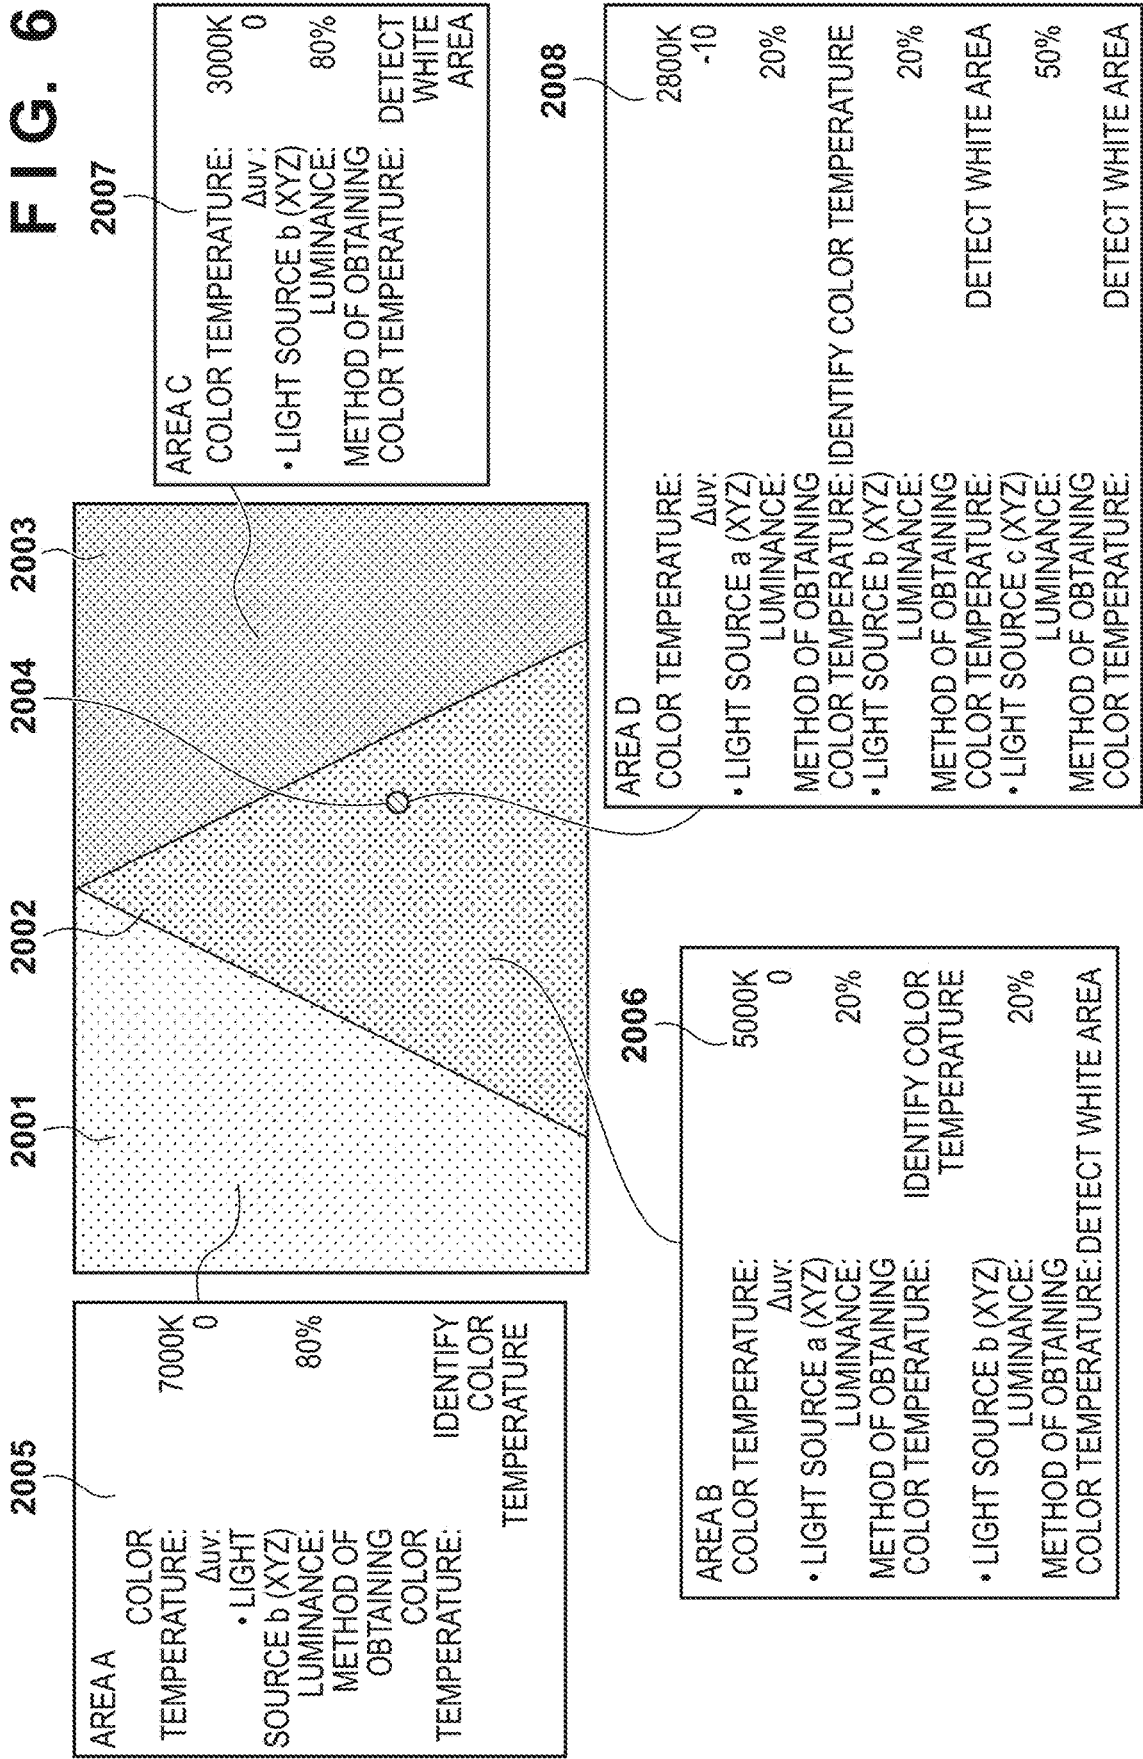 FIG. 6
2005
2001
2002
2004
2003
2007
AREA A
COLOR
TEMPERATURE: 7000K
Δuv: 0
• LIGHT
SOURCE b (XYZ)
LUMINANCE: 80%
METHOD OF
OBTAINING
COLOR
TEMPERATURE: IDENTIFY
COLOR
TEMPERATURE
AREA C
COLOR TEMPERATURE: 3000K
Δuv: 0
• LIGHT SOURCE b (XYZ)
LUMINANCE: 80%
METHOD OF OBTAINING
COLOR TEMPERATURE: DETECT
WHITE
AREA
2006
AREA B
COLOR TEMPERATURE: 5000K
Δuv: 0
• LIGHT SOURCE a (XYZ)
LUMINANCE: 20%
METHOD OF OBTAINING
COLOR TEMPERATURE: IDENTIFY COLOR
TEMPERATURE
• LIGHT SOURCE b (XYZ)
LUMINANCE: 20%
METHOD OF OBTAINING
COLOR TEMPERATURE: DETECT WHITE AREA
2008
AREA D
COLOR TEMPERATURE: 2800K
Δuv: -10
• LIGHT SOURCE a (XYZ)
LUMINANCE: 20%
METHOD OF OBTAINING
COLOR TEMPERATURE: IDENTIFY COLOR TEMPERATURE
• LIGHT SOURCE b (XYZ)
LUMINANCE: 20%
METHOD OF OBTAINING
COLOR TEMPERATURE: DETECT WHITE AREA
• LIGHT SOURCE c (XYZ)
LUMINANCE: 50%
METHOD OF OBTAINING
COLOR TEMPERATURE: DETECT WHITE AREA